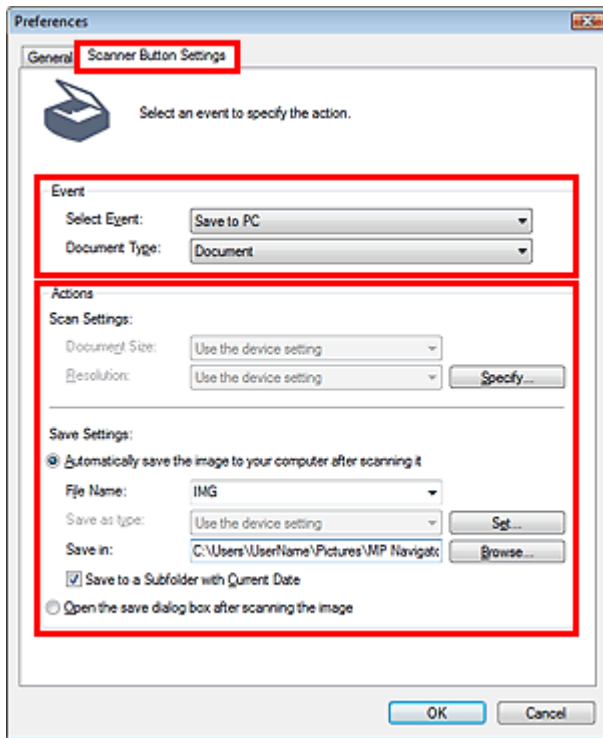 Preferences
General Scanner Button Settings
Select an event to specify the action.
Event
Select Event: Save to PC
Document Type: Document
Actions
Scan Settings:
Document Size: Use the device setting
Resolution: Use the device setting Specify...
Save Settings:
Automatically save the image to your computer after scanning it
File Name: IMG
Save as type: Use the device setting Set...
Save in: C:\Users\UserName\Pictures\MP Navigato Browse...
Save to a Subfolder with Current Date
Open the save dialog box after scanning the image
OK Cancel